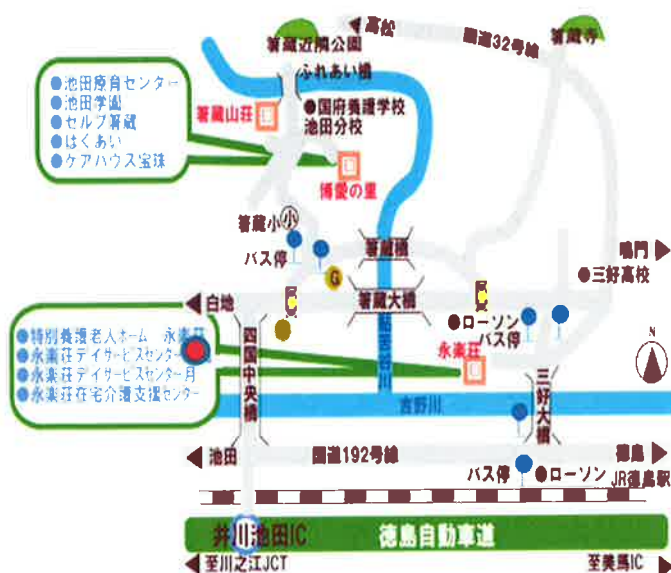 高松
国道32号線
箸蔵寺
箸蔵近隣公園
ふれあい橋
●池田療育センター
●池田学園
●セルプ箸蔵
●はくあい
●ケアハウス宝珠
箸蔵山荘
●国府養護学校
池田分校
博愛の里
箸蔵小
小
バス停
箸蔵橋
鳴門
●三好高校
G
白地
箸蔵大橋
●ローソン
バス停
●特別養護老人ホーム 永楽荘
●永楽荘デイサービスセンター
●永楽荘デイサービスセンター月
●永楽荘在宅介護支援センター
四国中央橋
永楽荘
三好大橋
N
吉野川
池田
国道192号線
徳島
バス停
●ローソン
JR徳島駅
井川池田IC
徳島自動車道
至川之江JCT
至美馬IC